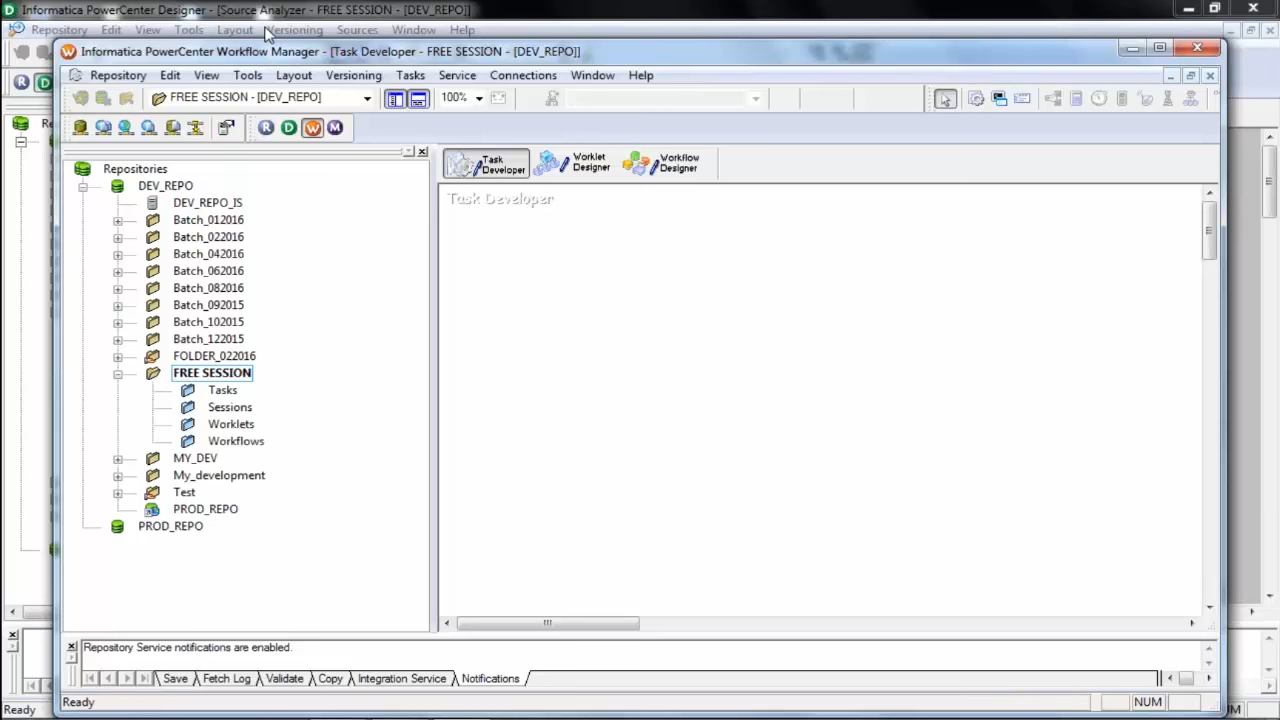 Informatica PowerCenter Designer - [Source Analyzer - FREE SESSION - [DEV_REPO]]
Repository Edit View Tools Layout Versioning Sources Window Help
Informatica PowerCenter Workflow Manager - [Task Developer - FREE SESSION - [DEV_REPO]]
Repository Edit View Tools Layout Versioning Tasks Service Connections Window Help
FREE SESSION - [DEV_REPO] 100%
R D W M
R D
Re
Task Developer
Worklet Designer
Workflow Designer
Repositories
DEV_REPO
DEV_REPO_IS
Batch_012016
Batch_022016
Batch_042016
Batch_062016
Batch_082016
Batch_092015
Batch_102015
Batch_122015
FOLDER_022016
FREE SESSION
Tasks
Sessions
Worklets
Workflows
MY_DEV
My_development
Test
PROD_REPO
PROD_REPO
Task Developer
Repository Service notifications are enabled.
Save Fetch Log Validate Copy Integration Service Notifications
Ready NUM
Ready